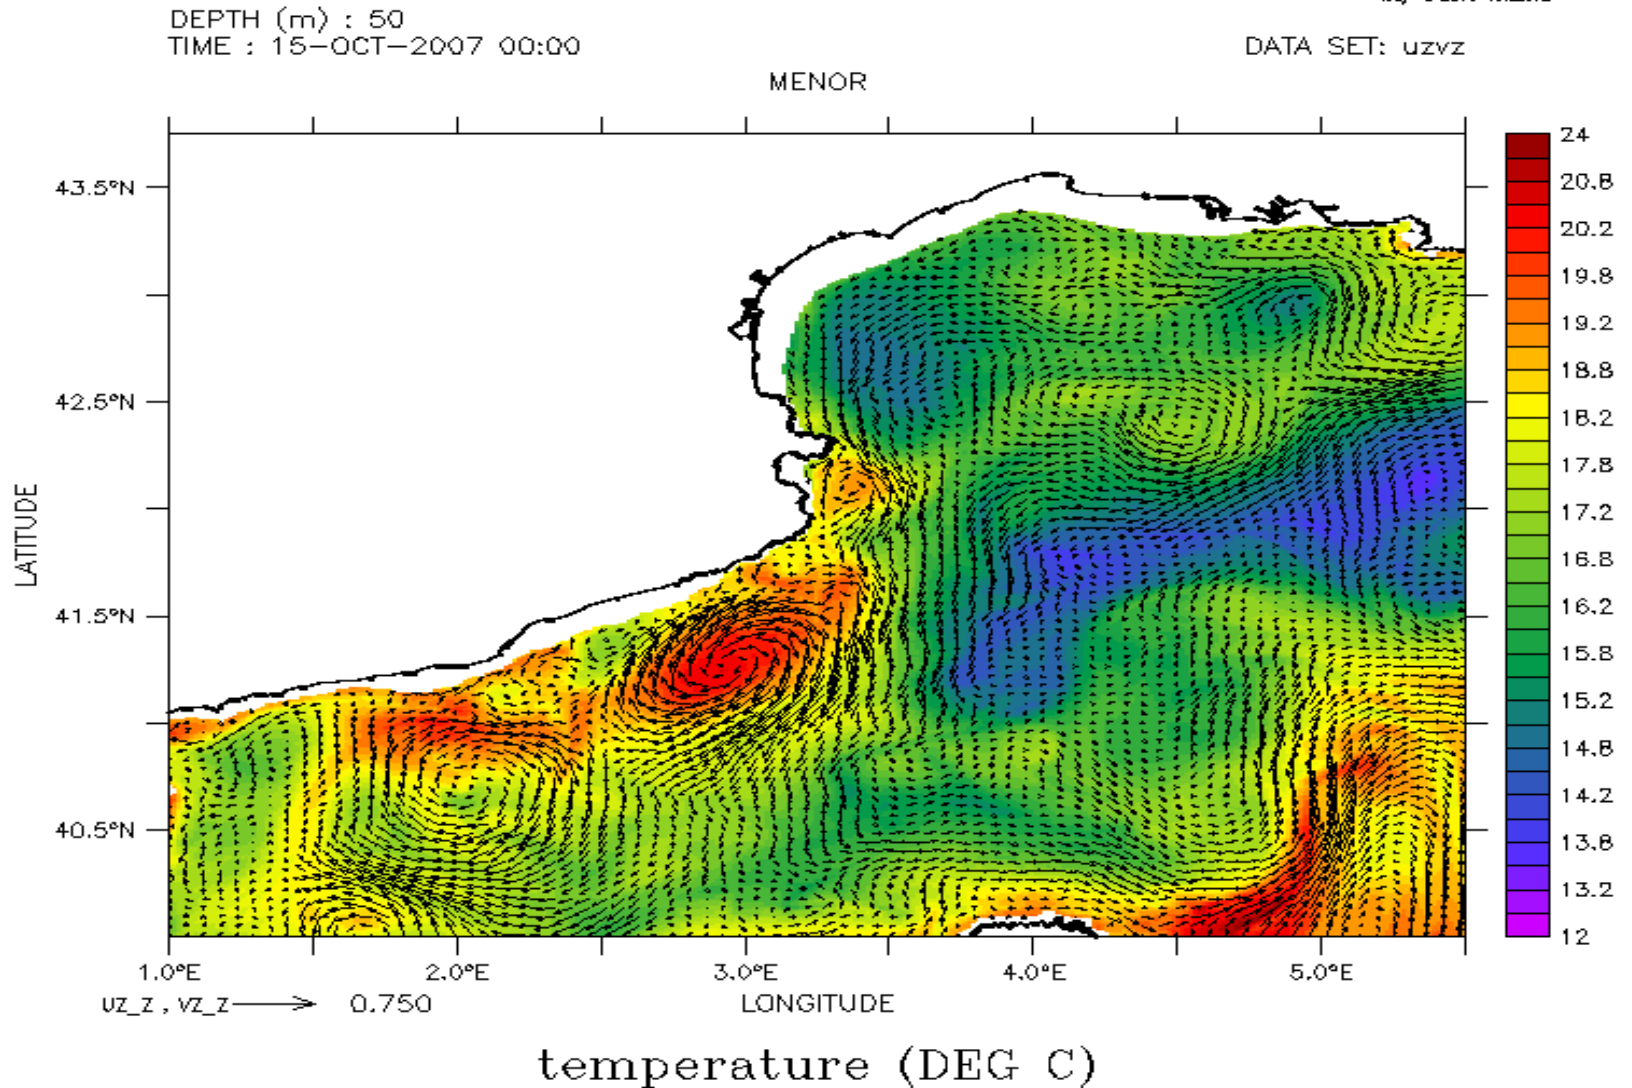 DEPTH (m) : 50
TIME : 15-OCT-2007 00:00
DATA SET: uzvz
MENOR
43.5°N
42.5°N
41.5°N
40.5°N
LATITUDE
24
20.8
20.2
19.8
19.2
18.8
18.2
17.8
17.2
16.8
16.2
15.8
15.2
14.8
14.2
13.8
13.2
12
1.0°E
2.0°E
3.0°E
4.0°E
5.0°E
UZ_Z , VZ_Z 0.750
LONGITUDE
temperature (DEG C)